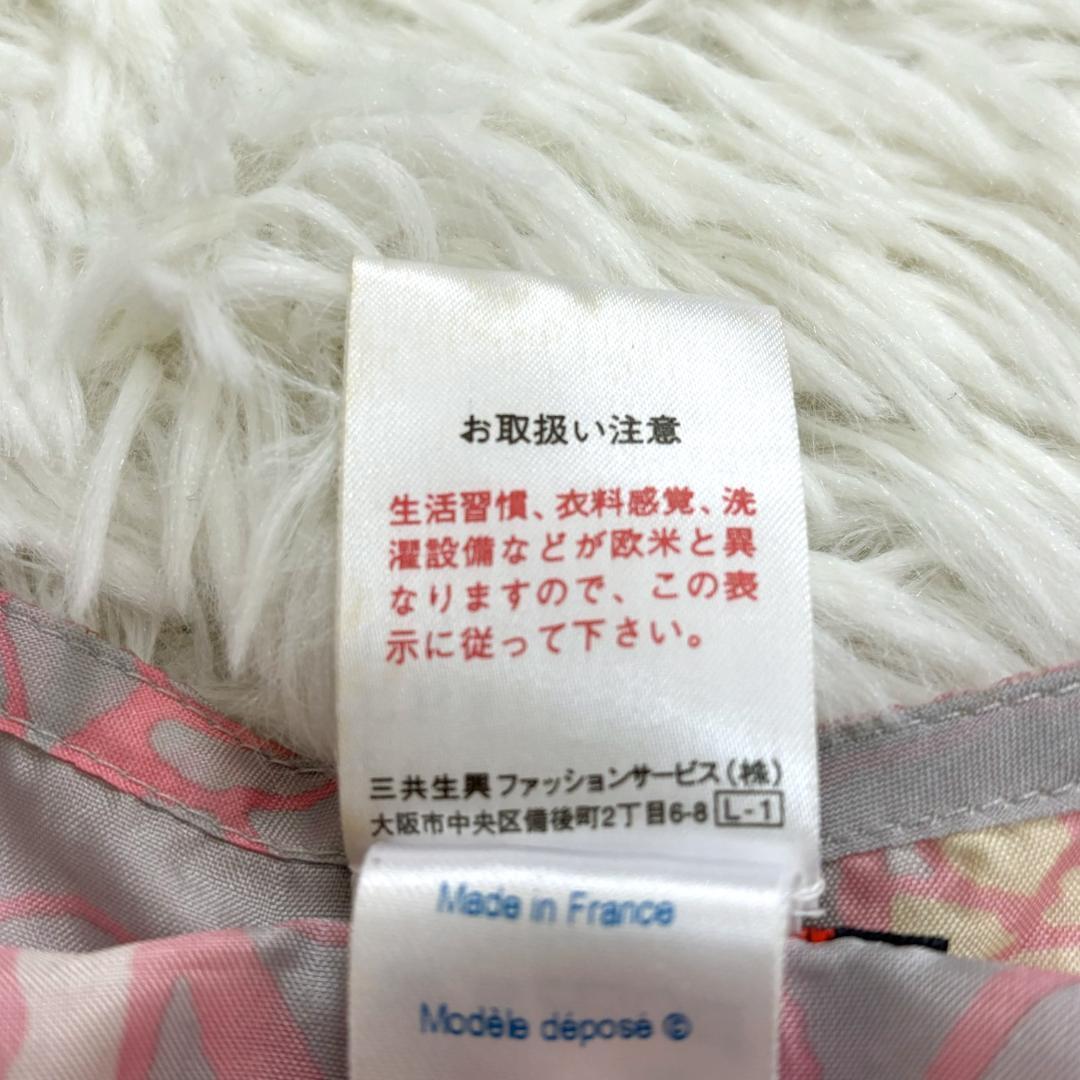 お取扱い注意
生活習慣、衣料感覚、洗
濯設備などが欧米と異
なりますので、この表
示に従って下さい。
三共生興ファッションサービス(株)
大阪市中央区備後町2丁目6-8 L-1
Made in France
Modèle déposé ©